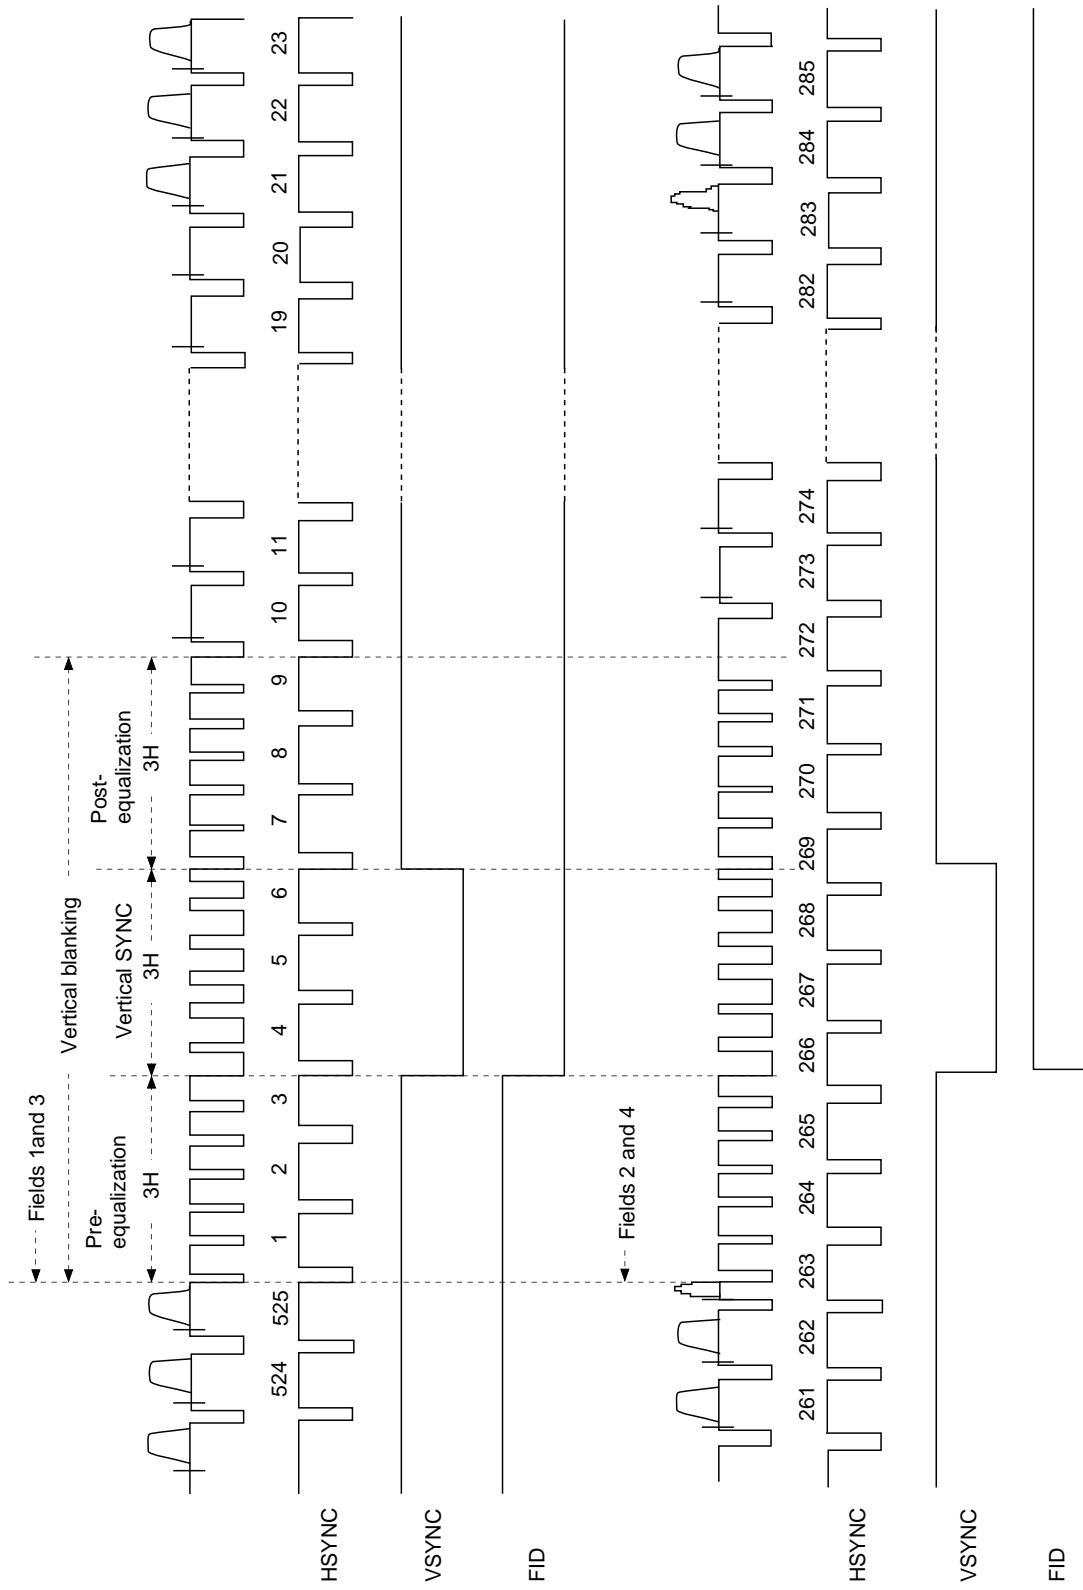 Fields 1and 3
Vertical blanking
Pre-
equalization
Vertical SYNC
Post-
equalization
3H
3H
3H
524
525
1
2
3
4
5
6
7
8
9
10
11
19
20
21
22
23
HSYNC
VSYNC
FID
Fields 2 and 4
261
262
263
264
265
266
267
268
269
270
271
272
273
274
282
283
284
285
HSYNC
VSYNC
FID